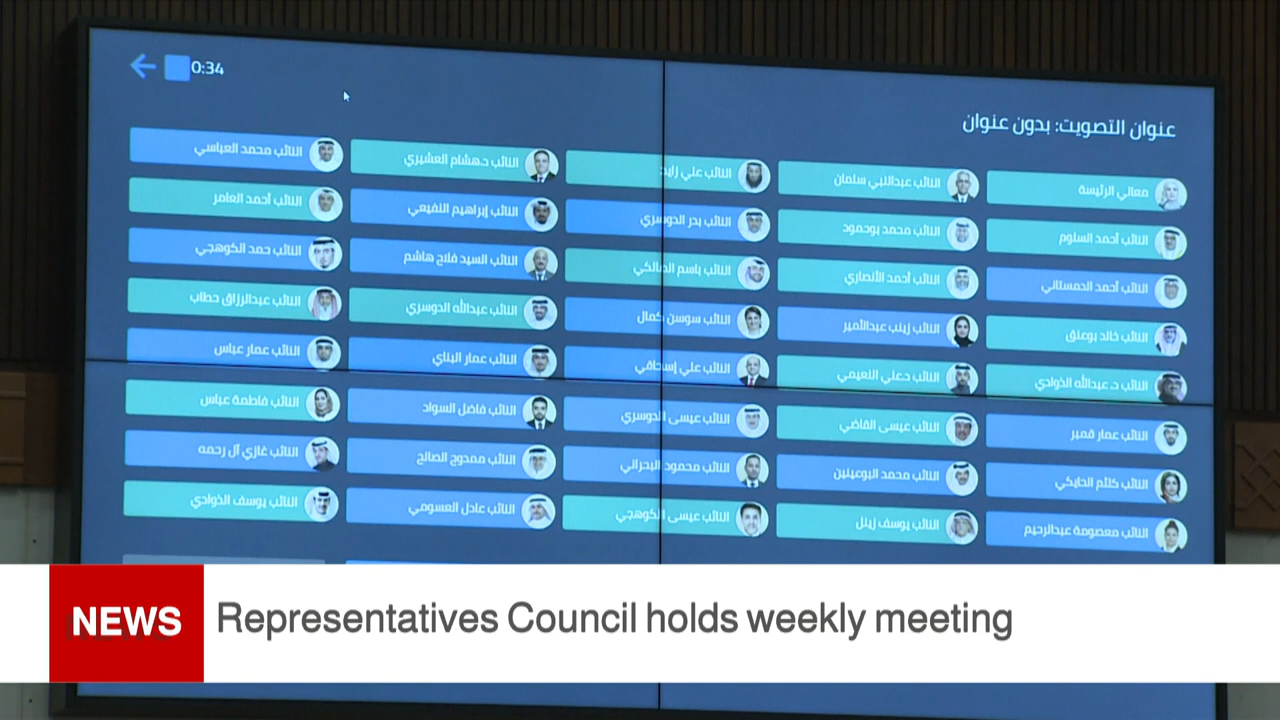 0:34
عنوان التصويت: بدون عنوان
معالي الرئيسة
النائب عبدالنبي سلمان
النائب علي زايد
النائب د.هشام العشيري
النائب محمد العباسي
النائب أحمد السلوم
النائب محمد بوحمود
النائب بدر الدوسري
النائب إبراهيم النفيعي
النائب أحمد العامر
النائب أحمد الدمستاني
النائب أحمد الأنصاري
النائب باسم المالكي
النائب السيد فلاح هاشم
النائب حمد الكوهجي
النائب خالد بوعنق
النائب زينب عبدالأمير
النائب سوسن كمال
النائب عبدالله الدوسري
النائب عبدالرزاق حطاب
النائب د. عبدالله الذوادي
النائب د.علي النعيمي
النائب علي إسحاقي
النائب عمار البناي
النائب عمار عباس
النائب عمار قمبر
النائب عيسى القاضي
النائب عيسى الدوسري
النائب فاضل السواد
النائب فاطمة عباس
النائب كلثم الحايكي
النائب محمد البوعينين
النائب محمود البحراني
النائب ممدوح الصالح
النائب غازي آل رحمه
النائب معصومة عبدالرحيم
النائب يوسف زينل
النائب عيسى الكوهجي
النائب عادل العسومي
النائب يوسف الذوادي
NEWS
Representatives Council holds weekly meeting